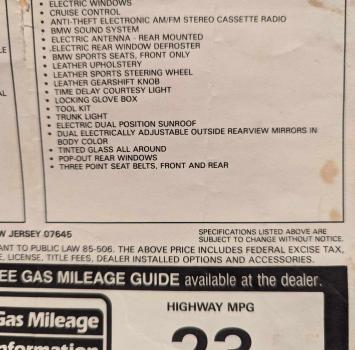 • ELECTRIC WINDOWS
• CRUISE CONTROL
• ANTI-THEFT ELECTRONIC AM/FM STEREO CASSETTE RADIO
• BMW SOUND SYSTEM
• ELECTRIC ANTENNA - REAR MOUNTED
• ELECTRIC REAR WINDOW DEFROSTER
• BMW SPORTS SEATS, FRONT ONLY
• LEATHER UPHOLSTERY
• LEATHER SPORTS STEERING WHEEL
• LEATHER GEARSHIFT KNOB
• TIME DELAY COURTESY LIGHT
• LOCKING GLOVE BOX
• TOOL KIT
• TRUNK LIGHT
• ELECTRIC DUAL POSITION SUNROOF
• DUAL ELECTRICALLY ADJUSTABLE OUTSIDE REARVIEW MIRRORS IN
BODY COLOR
• TINTED GLASS ALL AROUND
• POP-OUT REAR WINDOWS
• THREE POINT SEAT BELTS, FRONT AND REAR
W JERSEY 07645
SPECIFICATIONS LISTED ABOVE ARE
SUBJECT TO CHANGE WITHOUT NOTICE.
ANT TO PUBLIC LAW 85-506. THE ABOVE PRICE INCLUDES FEDERAL EXCISE TAX,
E, LICENSE, TITLE FEES, DEALER INSTALLED OPTIONS AND ACCESSORIES.
EE GAS MILEAGE GUIDE available at the dealer.
Gas Mileage
nformation
HIGHWAY MPG
23